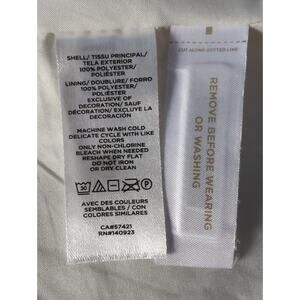 SHELL/ TISSU PRINCIPAL/
TELA EXTERIOR
100% POLYESTER/
POLIÉSTER
LINING/ DOUBLURE/ FORRO
100% POLYESTER/
POLIÉSTER
EXCLUSIVE OF
DECORATION/ SAUF
DÉCORATION/ EXCLUYE LA
DECORACIÓN
MACHINE WASH COLD
DELICATE CYCLE WITH LIKE
COLORS
ONLY NON-CHLORINE
BLEACH WHEN NEEDED
RESHAPE DRY FLAT
DO NOT IRON
OR DRY-CLEAN
30
AVEC DES COULEURS
SEMBLABLES / CON
COLORES SIMILARES
CA#57421
RN#140923
CUT ALONG DOTTED LINE
REMOVE BEFORE WEARING
OR WASHING